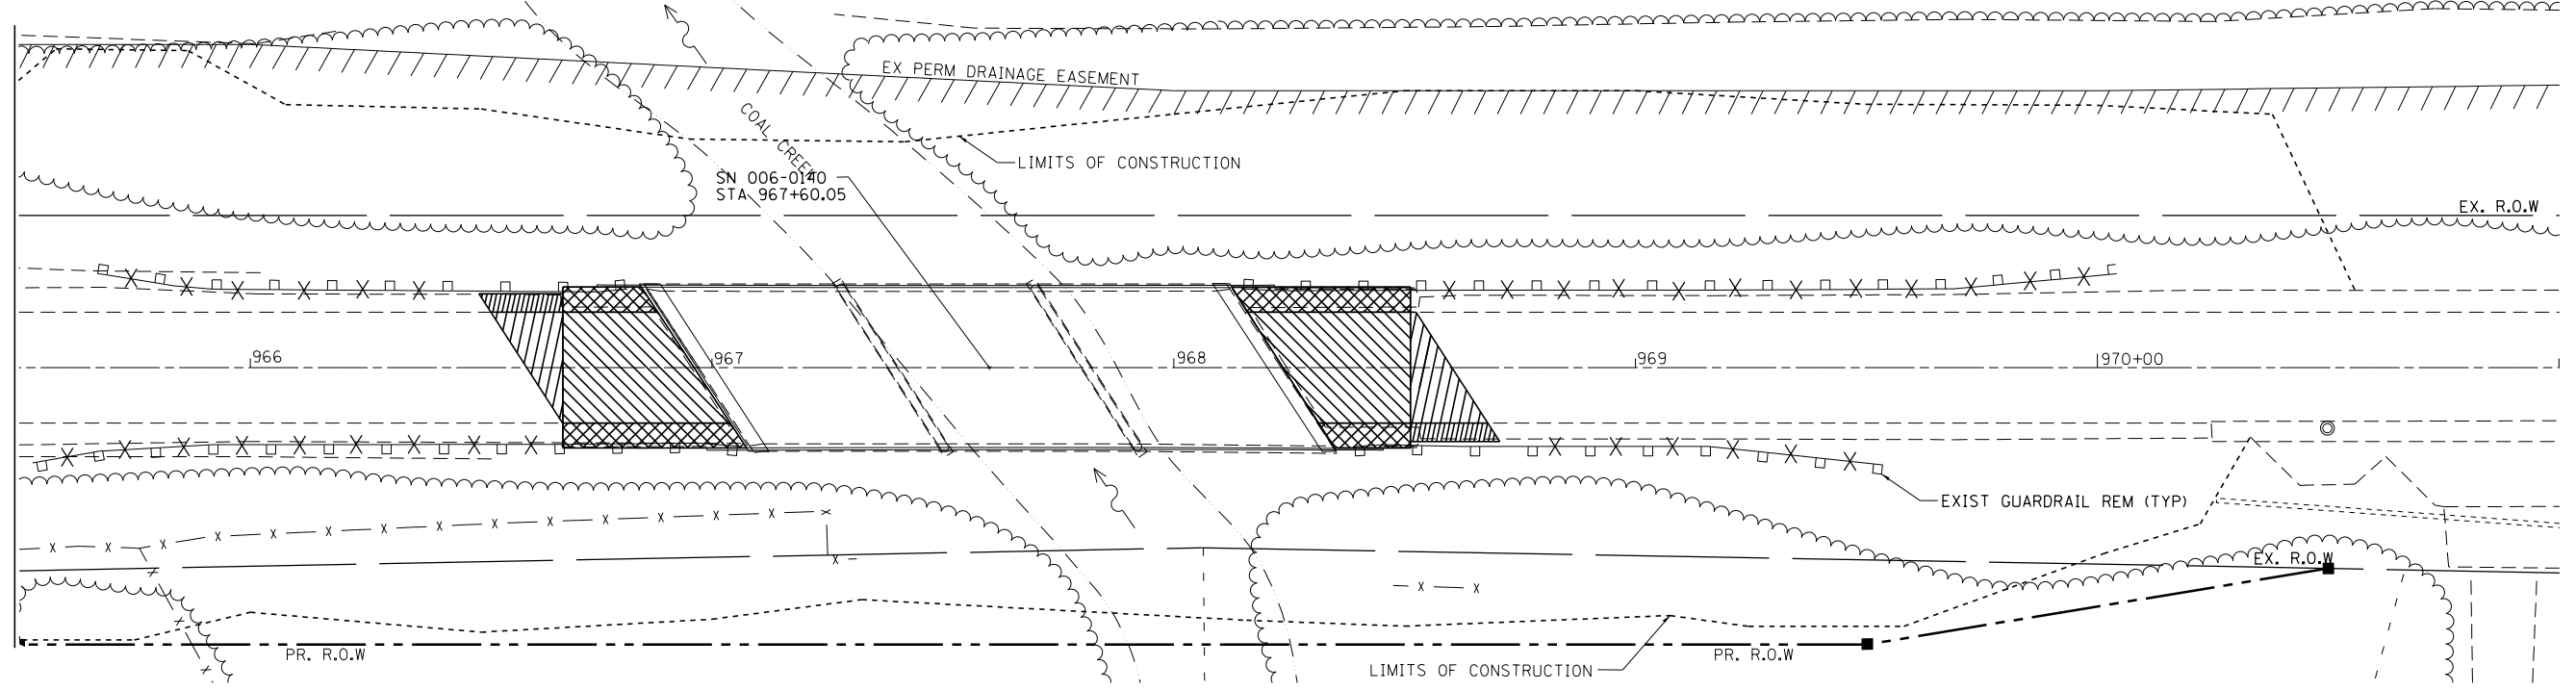 EX PERM DRAINAGE EASEMENT
COAL CREEK
LIMITS OF CONSTRUCTION
SN 006-0140
STA 967+60.05
EX. R.O.W
966
967
968
969
970+00
EXIST GUARDRAIL REM (TYP)
EX. R.O.W
PR. R.O.W
PR. R.O.W
LIMITS OF CONSTRUCTION